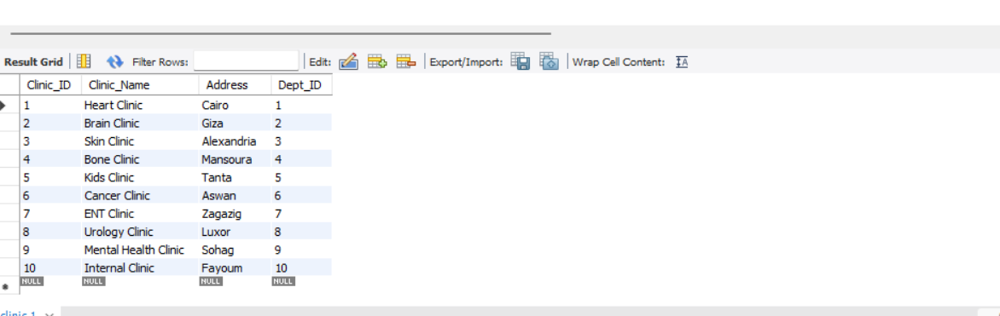 Result Grid Filter Rows: Edit: Export/Import: Wrap Cell Content: IA
Clinic_ID Clinic_Name Address Dept_ID
1 Heart Clinic Cairo 1
2 Brain Clinic Giza 2
3 Skin Clinic Alexandria 3
4 Bone Clinic Mansoura 4
5 Kids Clinic Tanta 5
6 Cancer Clinic Aswan 6
7 ENT Clinic Zagazig 7
8 Urology Clinic Luxor 8
9 Mental Health Clinic Sohag 9
10 Internal Clinic Fayoum 10
NULL NULL NULL NULL
clinic 1